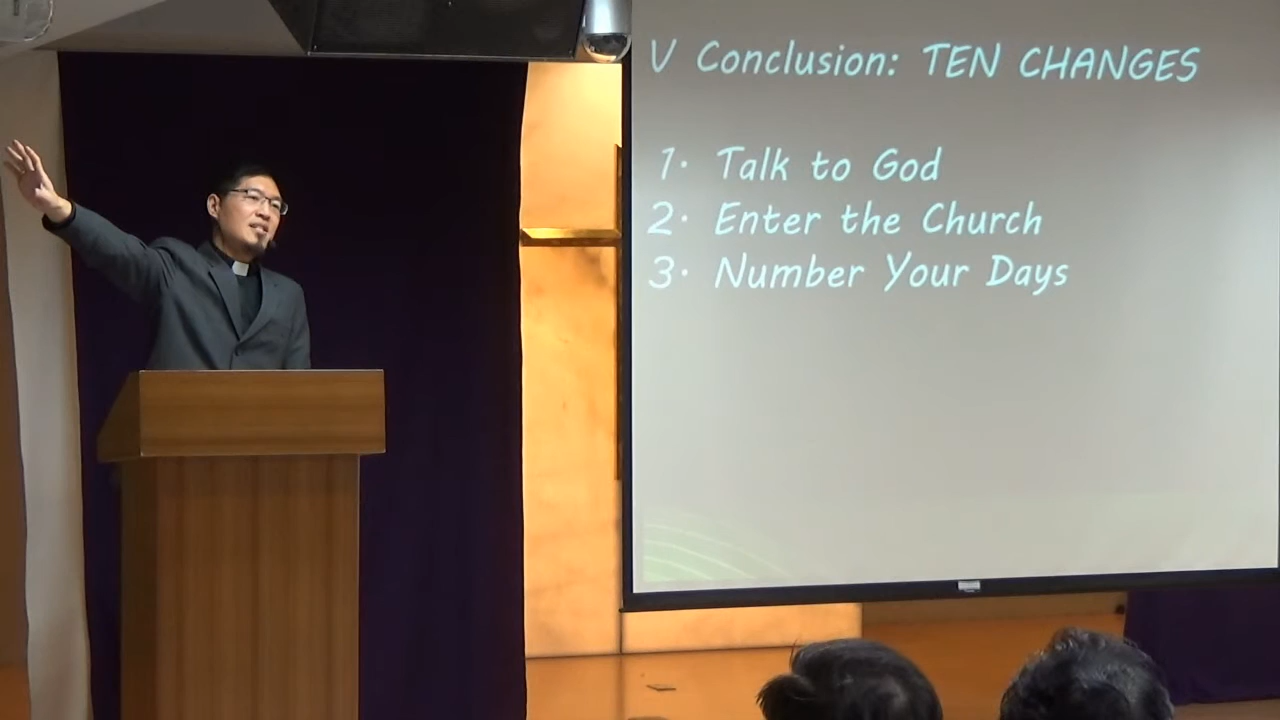 V Conclusion: TEN CHANGES
1. Talk to God
2. Enter the Church
3. Number Your Days